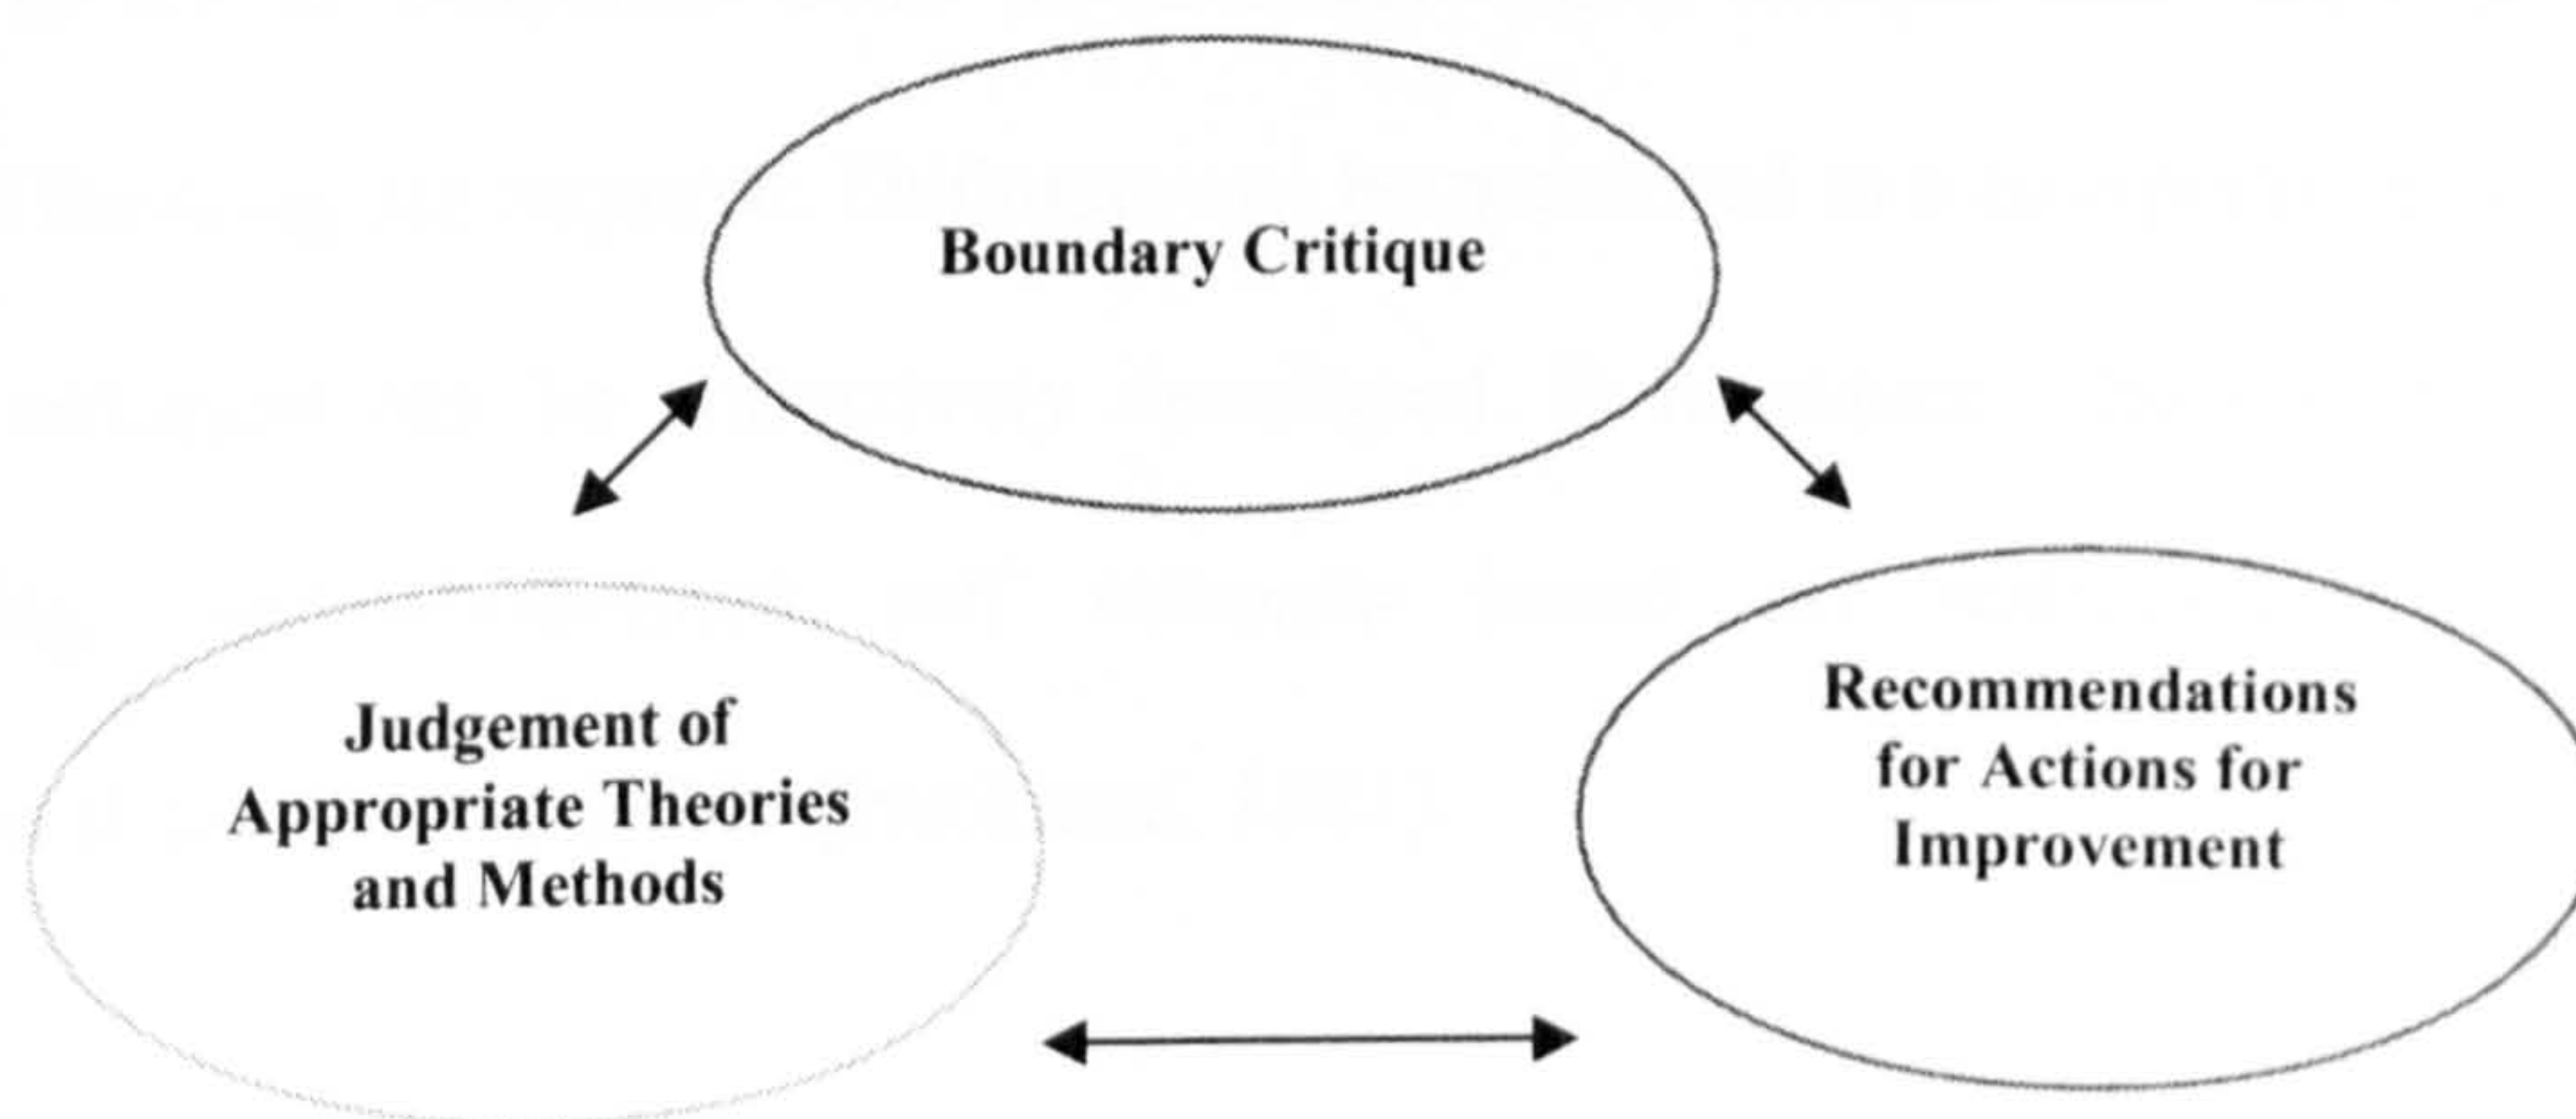 Boundary Critique
Judgement of
Appropriate Theories
and Methods
Recommendations
for Actions for
Improvement